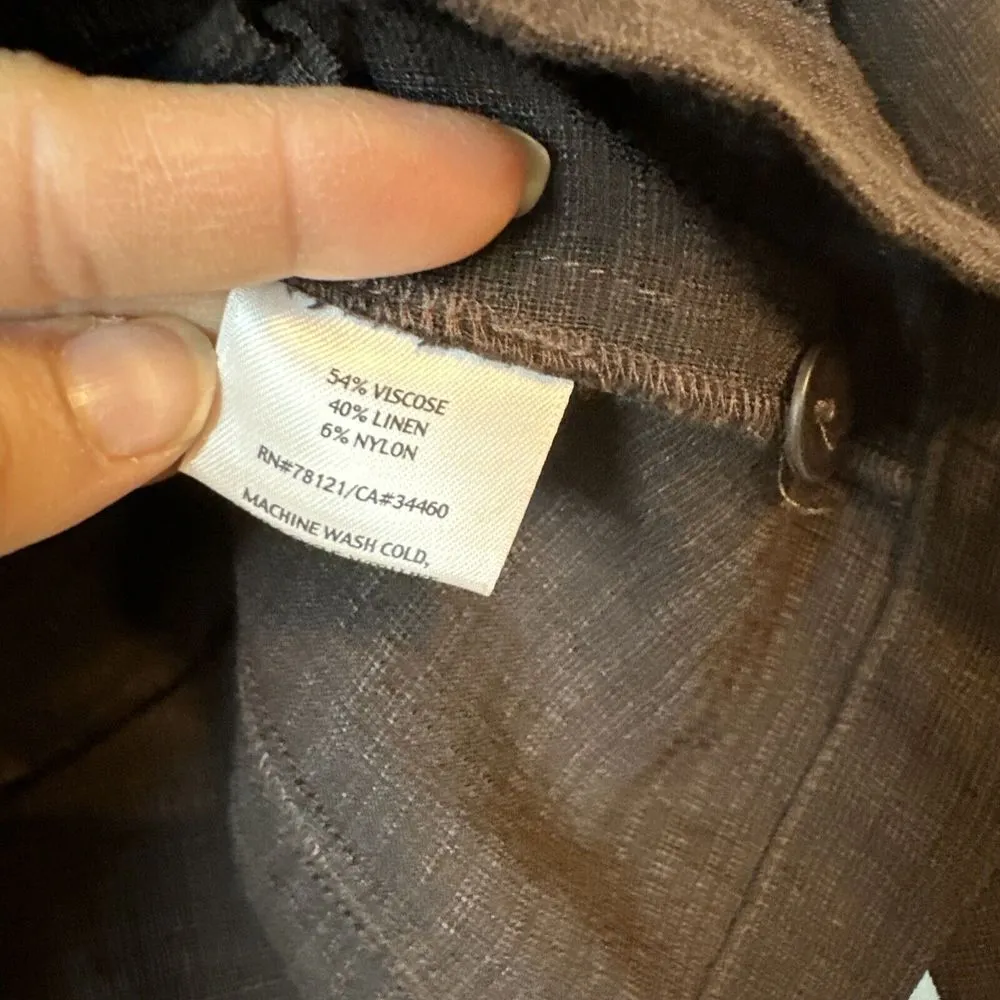 54% VISCOSE
40% LINEN
6% NYLON
RN#78121/CA#34460
MACHINE WASH COLD,